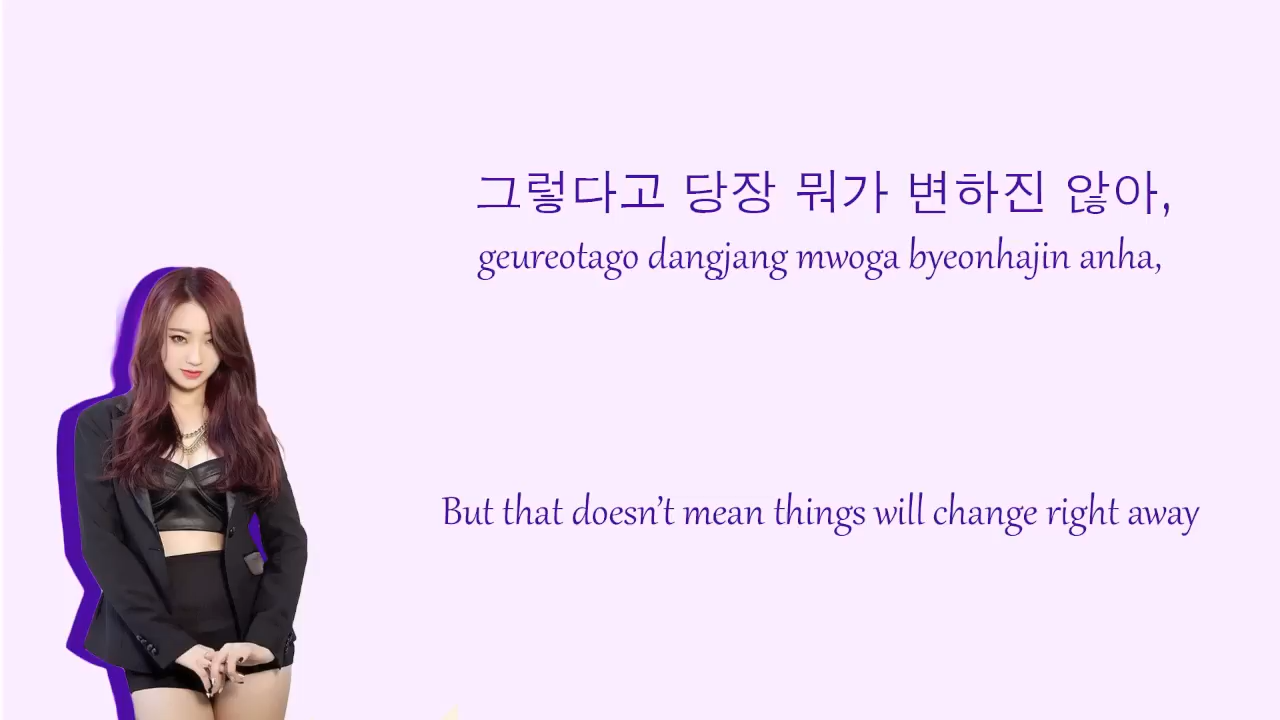 그렇다고 당장 뭐가 변하진 않아,
geureotago dangjang mwoga byeonhajin anha,
But that doesn’t mean things will change right away